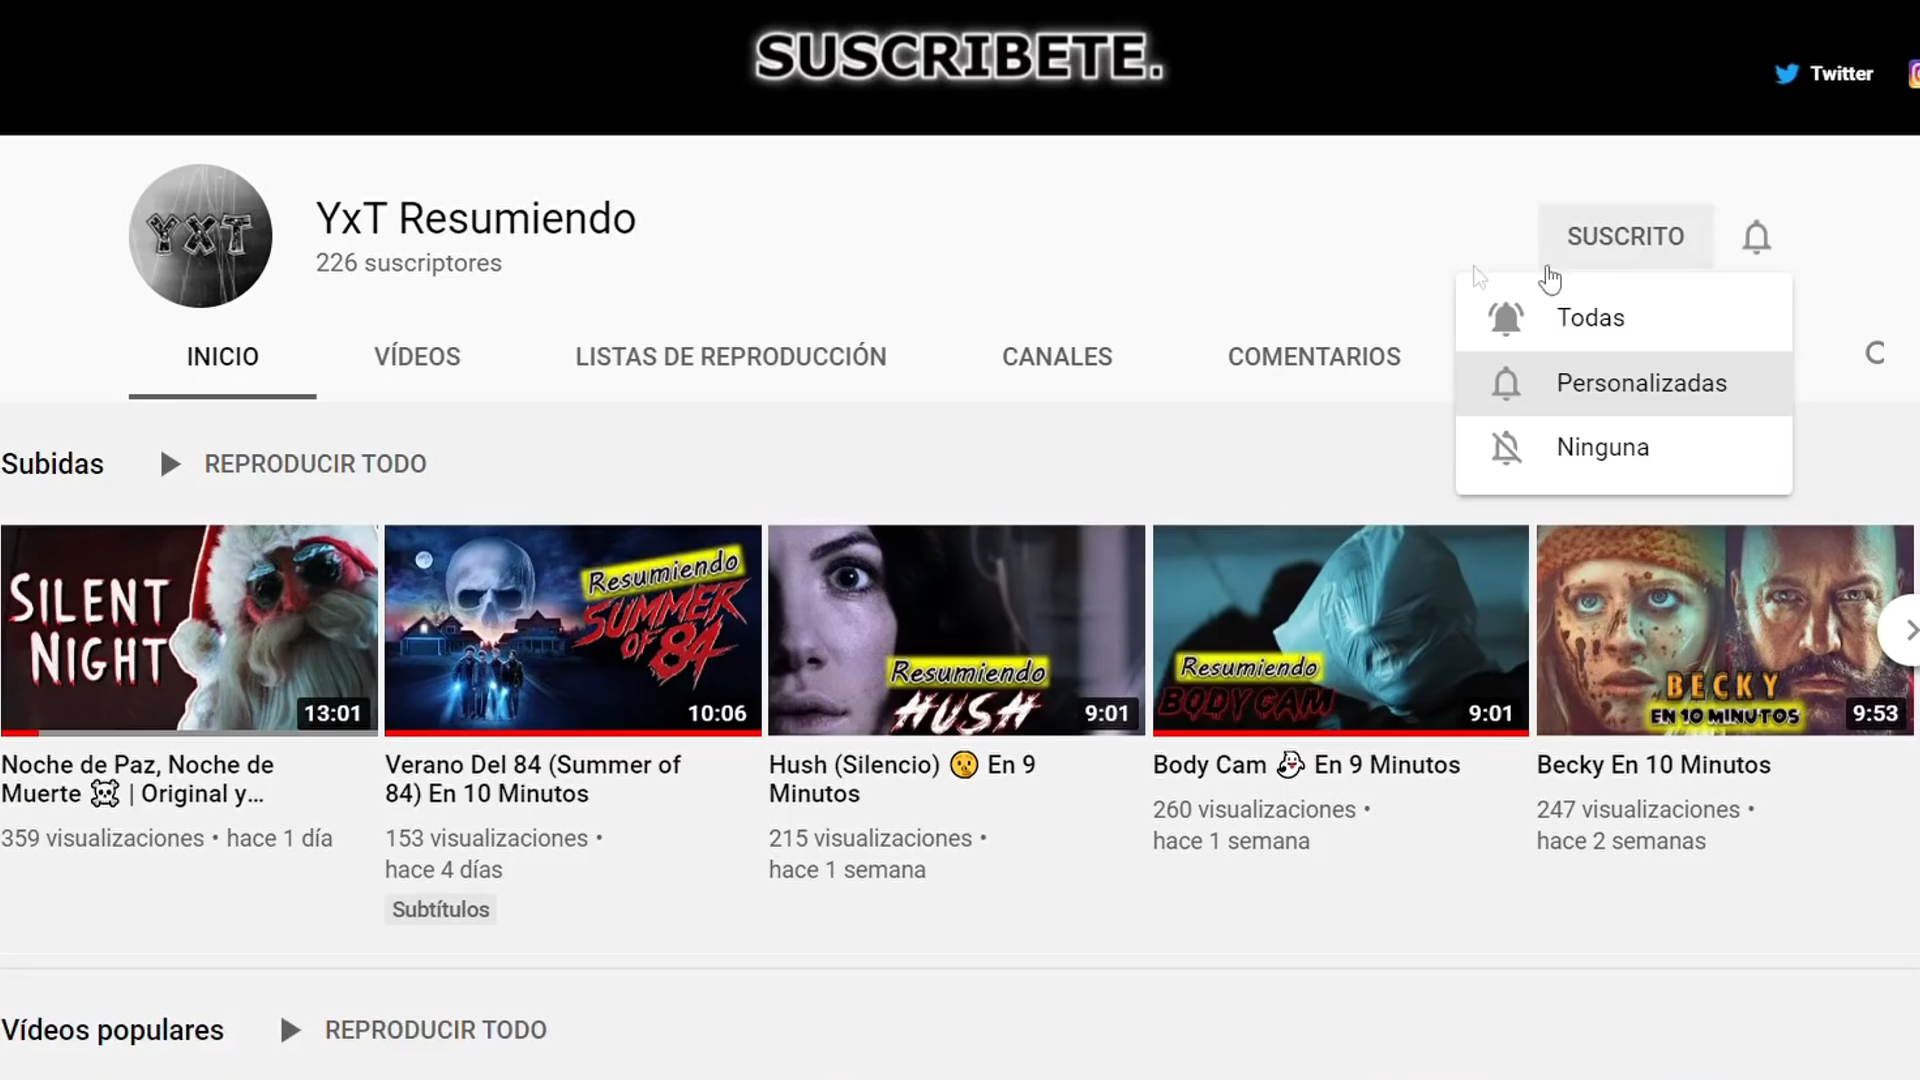 SUSCRIBETE.
Twitter
YXT
YxT Resumiendo
226 suscriptores
SUSCRITO
Todas
Personalizadas
Ninguna
INICIO
VÍDEOS
LISTAS DE REPRODUCCIÓN
CANALES
COMENTARIOS
Subidas
REPRODUCIR TODO
SILENT
NIGHT
13:01
Resumiendo
SUMMER
OF 84
10:06
Resumiendo
HUSH
9:01
Resumiendo
BODY CAM
9:01
BECKY
EN 10 MINUTOS
9:53
Noche de Paz, Noche de
Muerte ☠️ | Original y...
359 visualizaciones • hace 1 día
Verano Del 84 (Summer of
84) En 10 Minutos
153 visualizaciones •
hace 4 días
Subtítulos
Hush (Silencio) 🤫 En 9
Minutos
215 visualizaciones •
hace 1 semana
Body Cam 👻 En 9 Minutos
260 visualizaciones •
hace 1 semana
Becky En 10 Minutos
247 visualizaciones •
hace 2 semanas
Vídeos populares
REPRODUCIR TODO